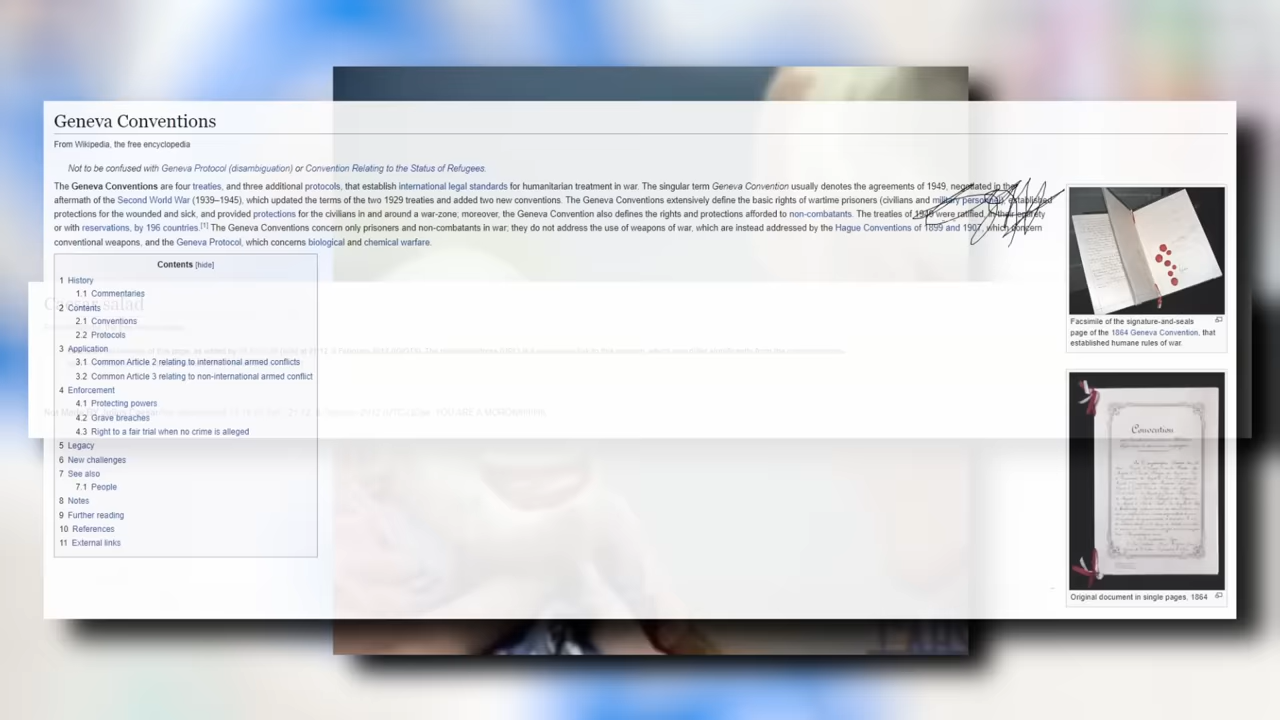 Geneva Conventions
From Wikipedia, the free encyclopedia
Not to be confused with Geneva Protocol (disambiguation) or Convention Relating to the Status of Refugees.
The Geneva Conventions are four treaties, and three additional protocols, that establish international legal standards for humanitarian treatment in war. The singular term Geneva Convention usually denotes the agreements of 1949, negotiated in the
aftermath of the Second World War (1939–1945), which updated the terms of the two 1929 treaties and added two new conventions. The Geneva Conventions extensively define the basic rights of wartime prisoners (civilians and military personnel), established
protections for the wounded and sick, and provided protections for the civilians in and around a war-zone; moreover, the Geneva Convention also defines the rights and protections afforded to non-combatants. The treaties of 1949 were ratified, in their entirety
or with reservations, by 196 countries.[1] The Geneva Conventions concern only prisoners and non-combatants in war; they do not address the use of weapons of war, which are instead addressed by the Hague Conventions of 1899 and 1907, which concern
conventional weapons, and the Geneva Protocol, which concerns biological and chemical warfare.
Contents [hide]
1 History
1.1 Commentaries
2 Contents
2.1 Conventions
2.2 Protocols
3 Application
3.1 Common Article 2 relating to international armed conflicts
3.2 Common Article 3 relating to non-international armed conflict
4 Enforcement
4.1 Protecting powers
4.2 Grave breaches
4.3 Right to a fair trial when no crime is alleged
5 Legacy
6 New challenges
7 See also
7.1 People
8 Notes
9 Further reading
10 References
11 External links
Caesar salad
Facsimile of the signature-and-seals
page of the 1864 Geneva Convention, that
established humane rules of war.
Convention
Original document in single pages, 1864